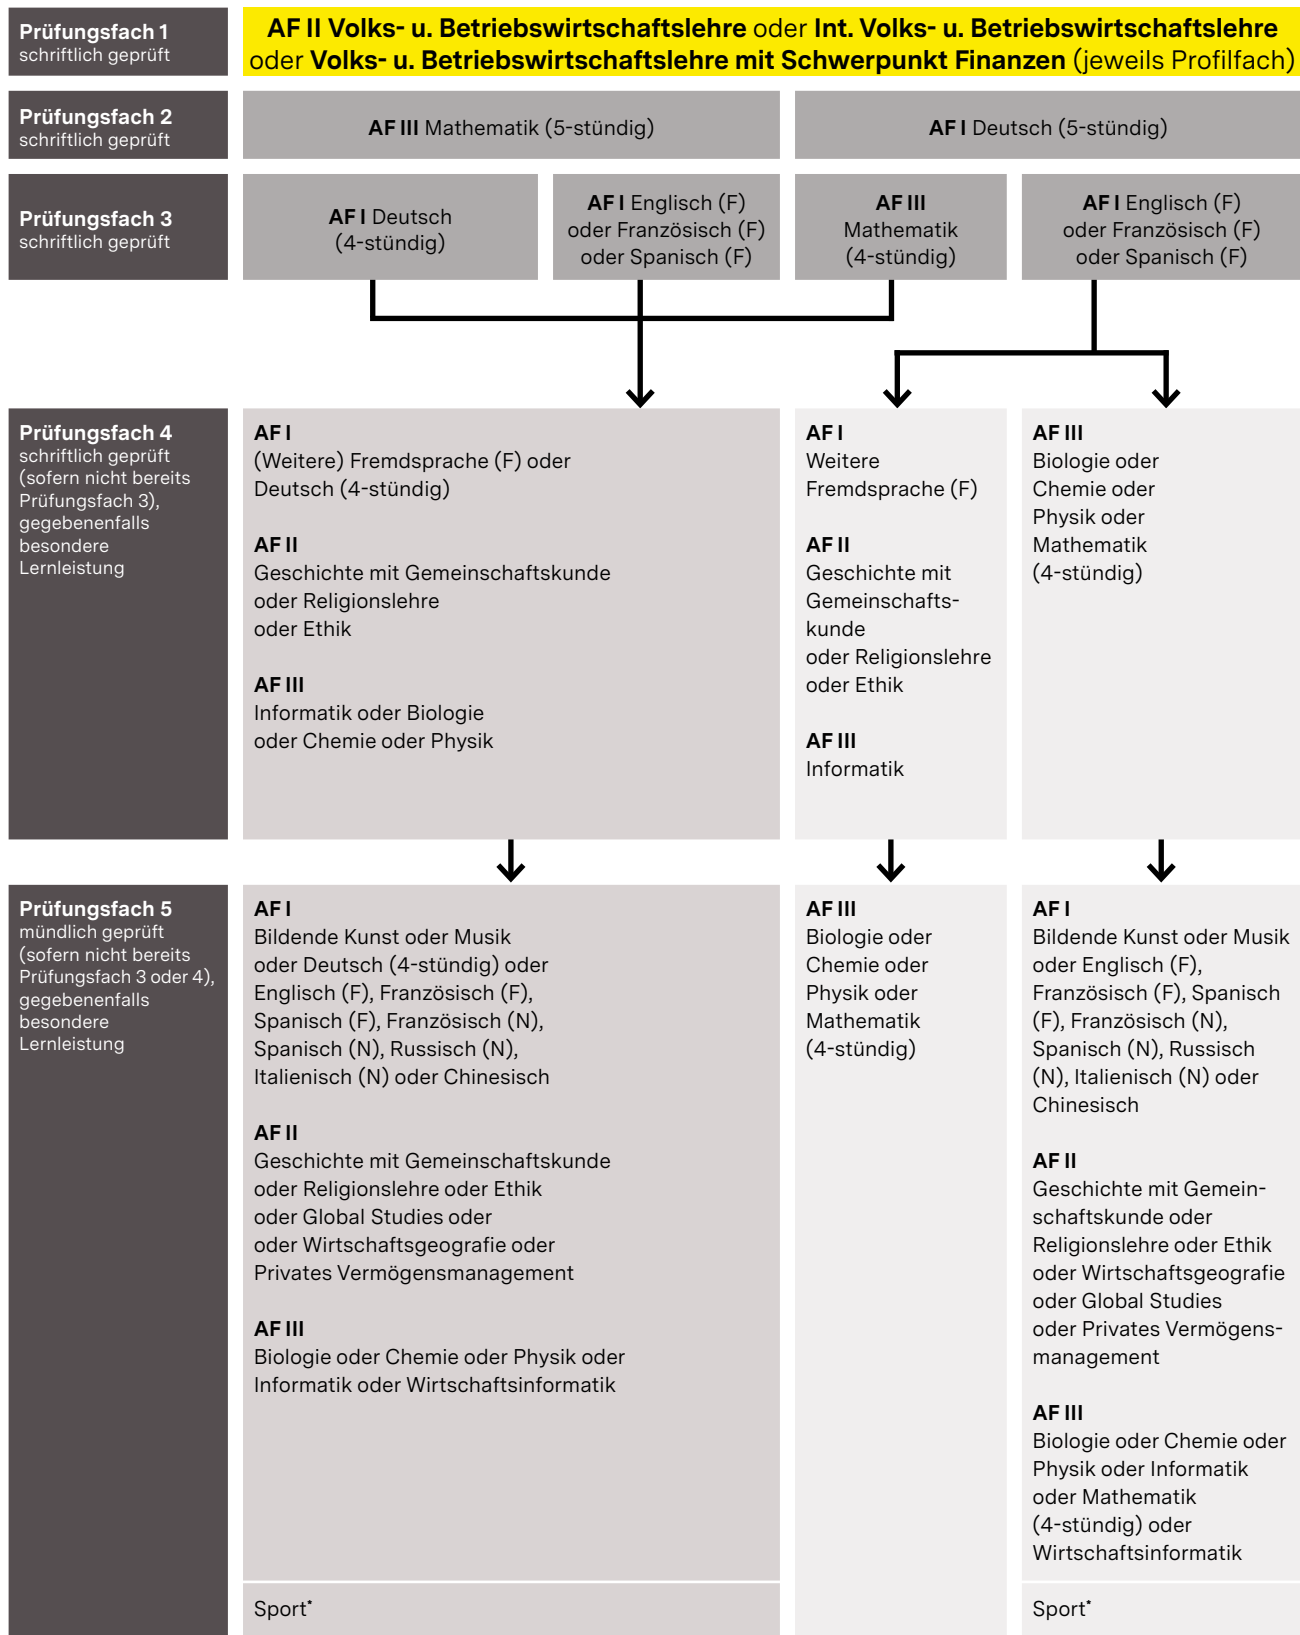 Prüfungsfach 1
schriftlich geprüft
AF II Volks- u. Betriebswirtschaftslehre oder Int. Volks- u. Betriebswirtschaftslehre
oder Volks- u. Betriebswirtschaftslehre mit Schwerpunkt Finanzen (jeweils Profilfach)
Prüfungsfach 2
schriftlich geprüft
AF III Mathematik (5-stündig)
AF I Deutsch (5-stündig)
Prüfungsfach 3
schriftlich geprüft
AF I Deutsch
(4-stündig)
AF I Englisch (F)
oder Französisch (F)
oder Spanisch (F)
AF III
Mathematik
(4-stündig)
AF I Englisch (F)
oder Französisch (F)
oder Spanisch (F)
Prüfungsfach 4
schriftlich geprüft
(sofern nicht bereits
Prüfungsfach 3),
gegebenenfalls
besondere
Lernleistung
AF I
(Weitere) Fremdsprache (F) oder
Deutsch (4-stündig)
AF II
Geschichte mit Gemeinschaftskunde
oder Religionslehre
oder Ethik
AF III
Informatik oder Biologie
oder Chemie oder Physik
AF I
Weitere
Fremdsprache (F)
AF II
Geschichte mit
Gemeinschafts-
kunde
oder Religionslehre
oder Ethik
AF III
Informatik
AF III
Biologie oder
Chemie oder
Physik oder
Mathematik
(4-stündig)
Prüfungsfach 5
mündlich geprüft
(sofern nicht bereits
Prüfungsfach 3 oder 4),
gegebenenfalls
besondere
Lernleistung
AF I
Bildende Kunst oder Musik
oder Deutsch (4-stündig) oder
Englisch (F), Französisch (F),
Spanisch (F), Französisch (N),
Spanisch (N), Russisch (N),
Italienisch (N) oder Chinesisch
AF II
Geschichte mit Gemeinschaftskunde
oder Religionslehre oder Ethik
oder Global Studies oder
oder Wirtschaftsgeografie oder
Privates Vermögensmanagement
AF III
Biologie oder Chemie oder Physik oder
Informatik oder Wirtschaftsinformatik
Sport*
AF III
Biologie oder
Chemie oder
Physik oder
Mathematik
(4-stündig)
AF I
Bildende Kunst oder Musik
oder Englisch (F),
Französisch (F), Spanisch
(F), Französisch (N),
Spanisch (N), Russisch
(N), Italienisch (N) oder
Chinesisch
AF II
Geschichte mit Gemein-
schaftskunde oder
Religionslehre oder Ethik
oder Wirtschaftsgeografie
oder Global Studies
oder Privates Vermögens-
management
AF III
Biologie oder Chemie oder
Physik oder Informatik
oder Mathematik
(4-stündig) oder
Wirtschaftsinformatik
Sport*